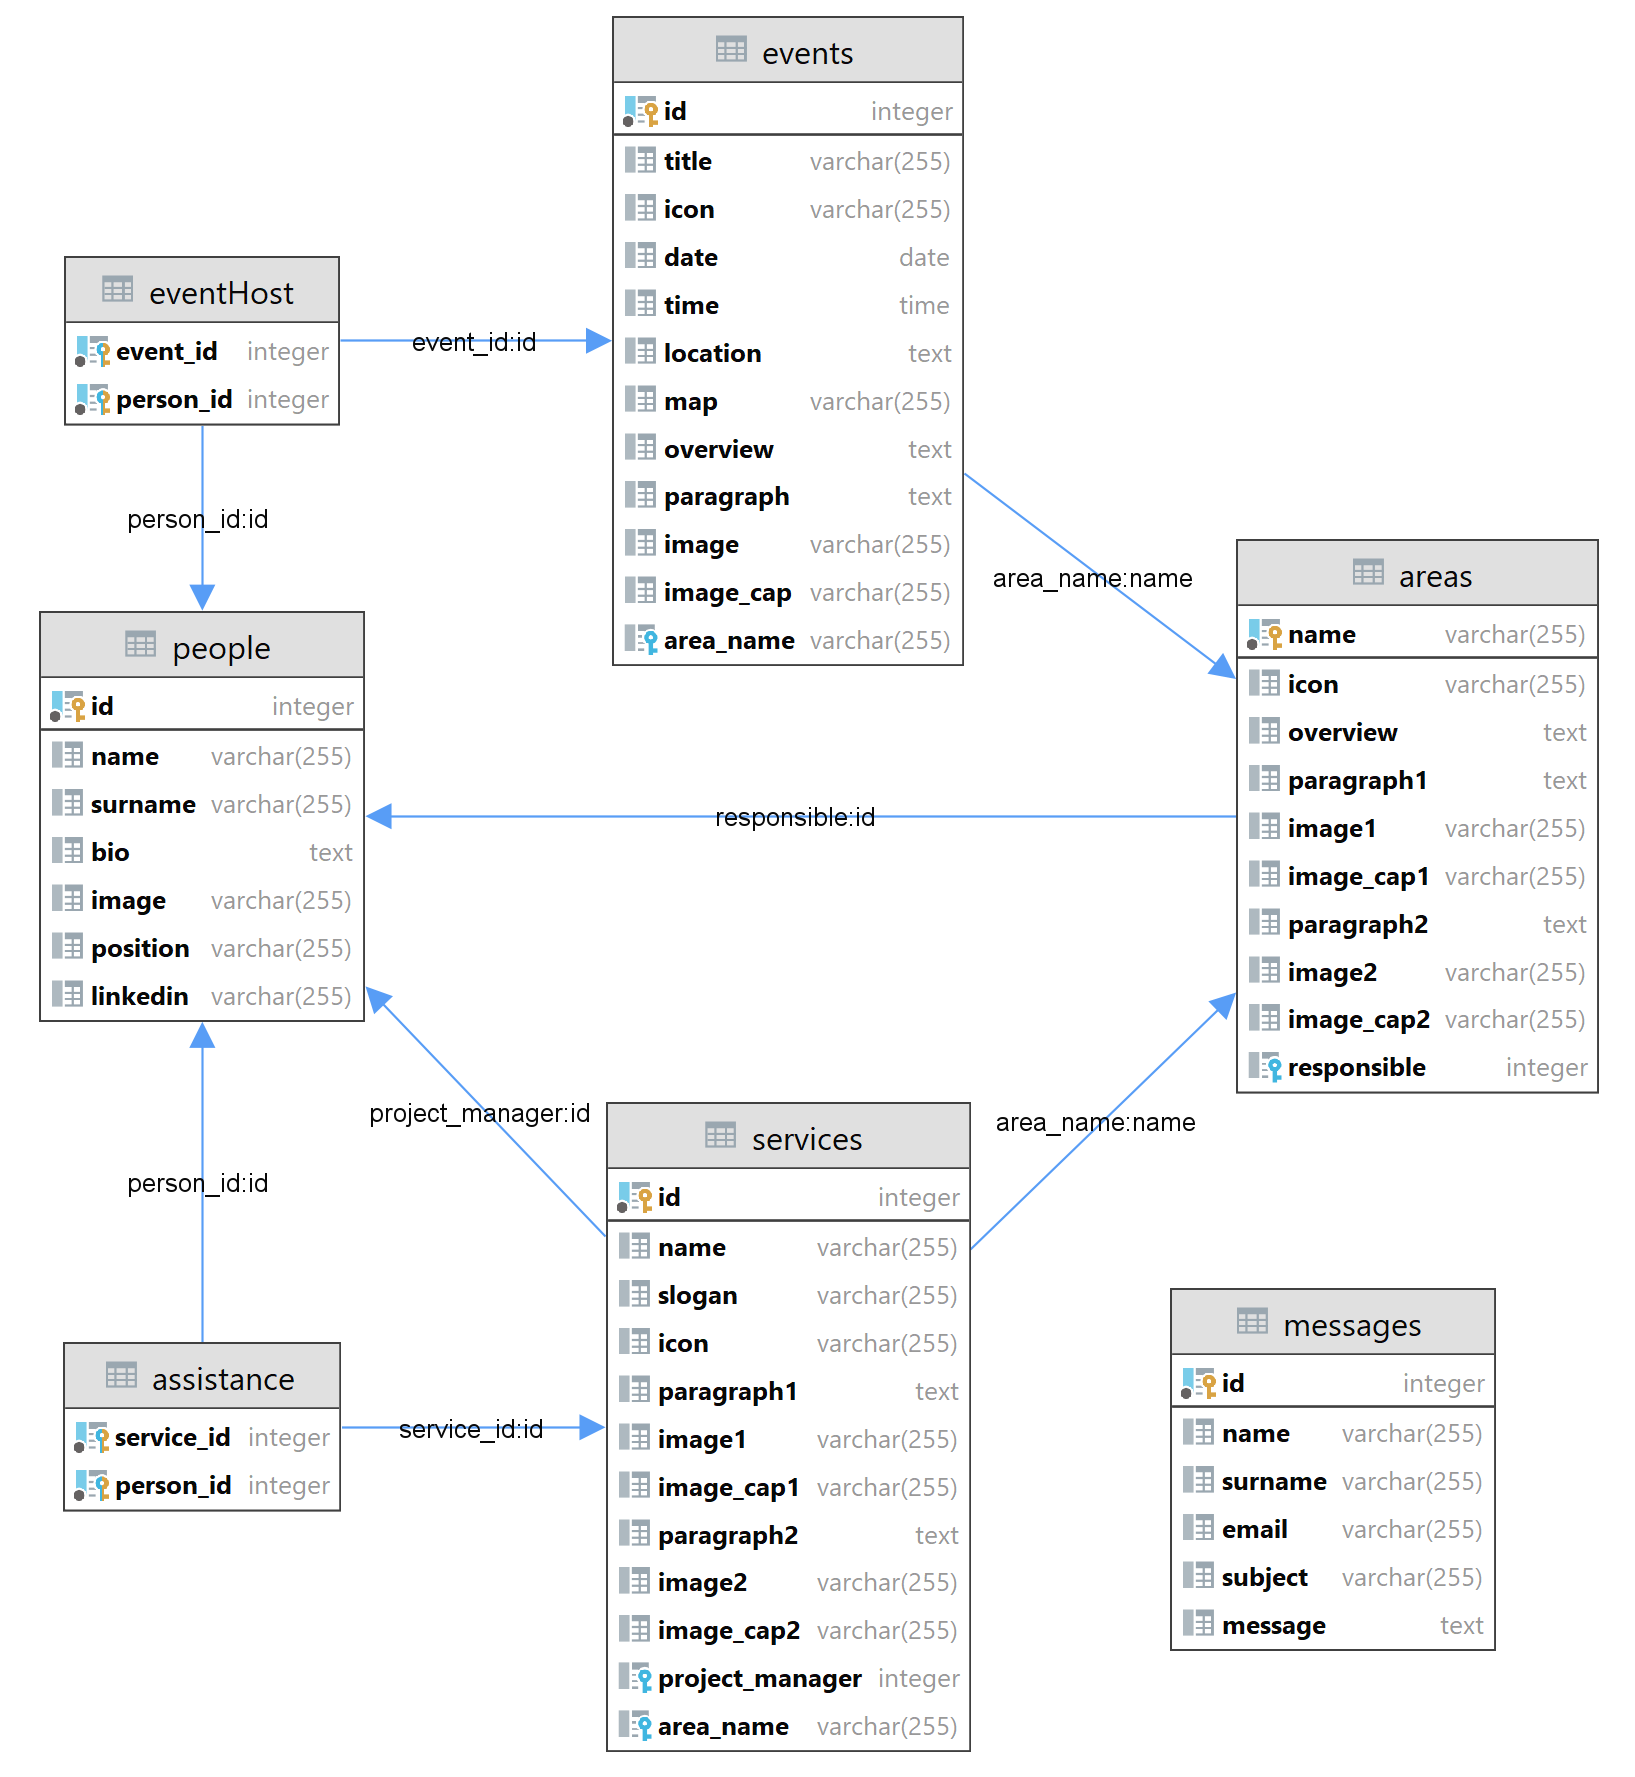 events
id integer
title varchar(255)
icon varchar(255)
date date
time time
location text
map varchar(255)
overview text
paragraph text
image varchar(255)
image_cap varchar(255)
area_name varchar(255)
eventHost
event_id integer
person_id integer
event_id:id
person_id:id
area_name:name
people
id integer
name varchar(255)
surname varchar(255)
bio text
image varchar(255)
position varchar(255)
linkedin varchar(255)
areas
name varchar(255)
icon varchar(255)
overview text
paragraph1 text
image1 varchar(255)
image_cap1 varchar(255)
paragraph2 text
image2 varchar(255)
image_cap2 varchar(255)
responsible integer
responsible:id
project_manager:id
area_name:name
person_id:id
services
id integer
name varchar(255)
slogan varchar(255)
icon varchar(255)
paragraph1 text
image1 varchar(255)
image_cap1 varchar(255)
paragraph2 text
image2 varchar(255)
image_cap2 varchar(255)
project_manager integer
area_name varchar(255)
assistance
service_id integer
person_id integer
service_id:id
messages
id integer
name varchar(255)
surname varchar(255)
email varchar(255)
subject varchar(255)
message text